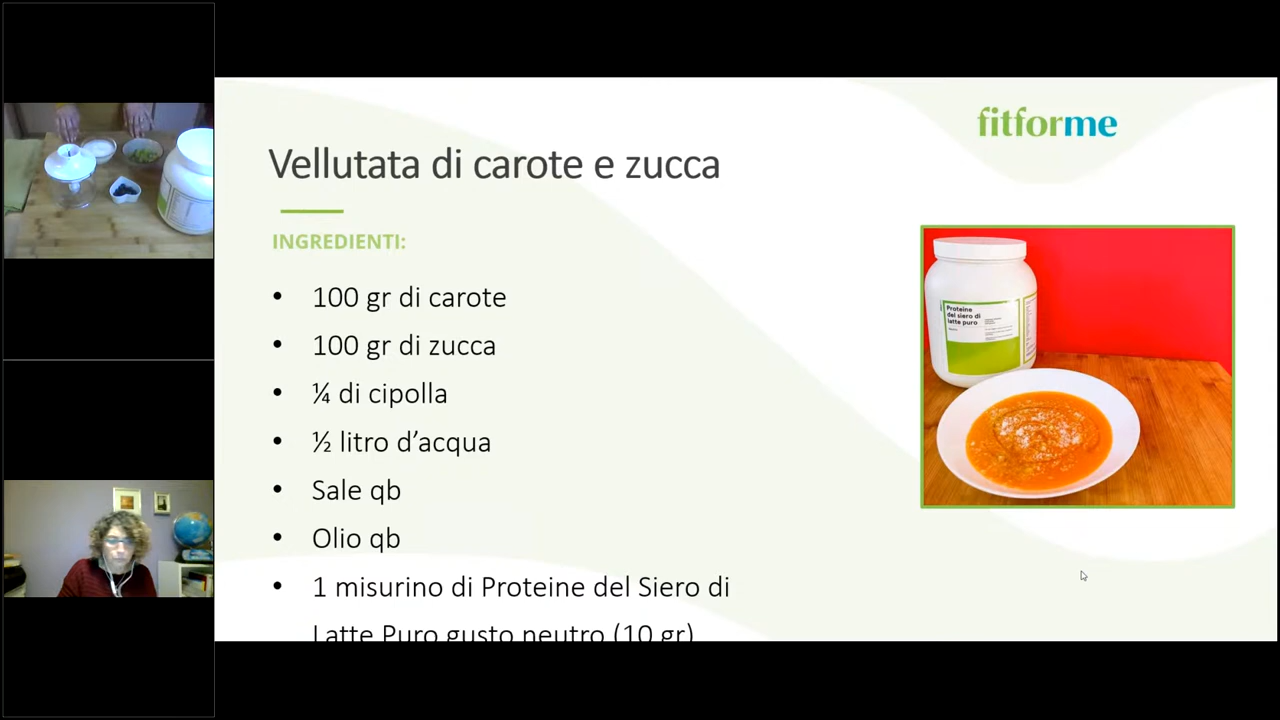 fitforme
Vellutata di carote e zucca
INGREDIENTI:
• 100 gr di carote
• 100 gr di zucca
• ¼ di cipolla
• ½ litro d’acqua
• Sale qb
• Olio qb
• 1 misurino di Proteine del Siero di
Latte Puro gusto neutro (10 gr)
Proteine
del siero di
latte puro